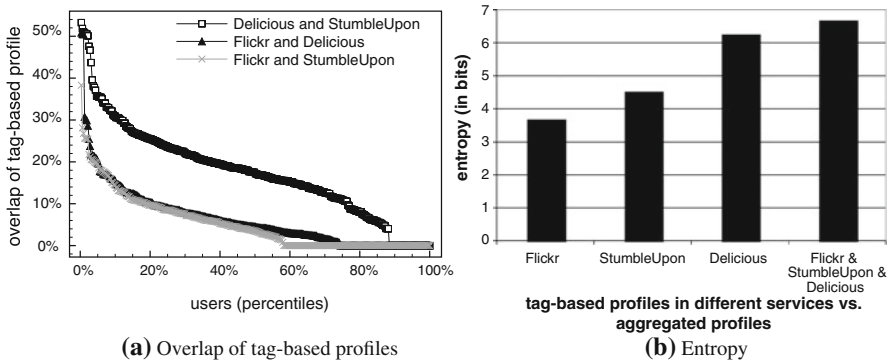 overlap of tag-based profile
50%
40%
30%
20%
10%
0%
Delicious and StumbleUpon
Flickr and Delicious
Flickr and StumbleUpon
0%
20%
40%
60%
80%
100%
users (percentiles)
(a) Overlap of tag-based profiles
entropy (in bits)
7
6
5
4
3
2
1
0
Flickr
StumbleUpon
Delicious
Flickr &
StumbleUpon &
Delicious
tag-based profiles in different services vs.
aggregated profiles
(b) Entropy